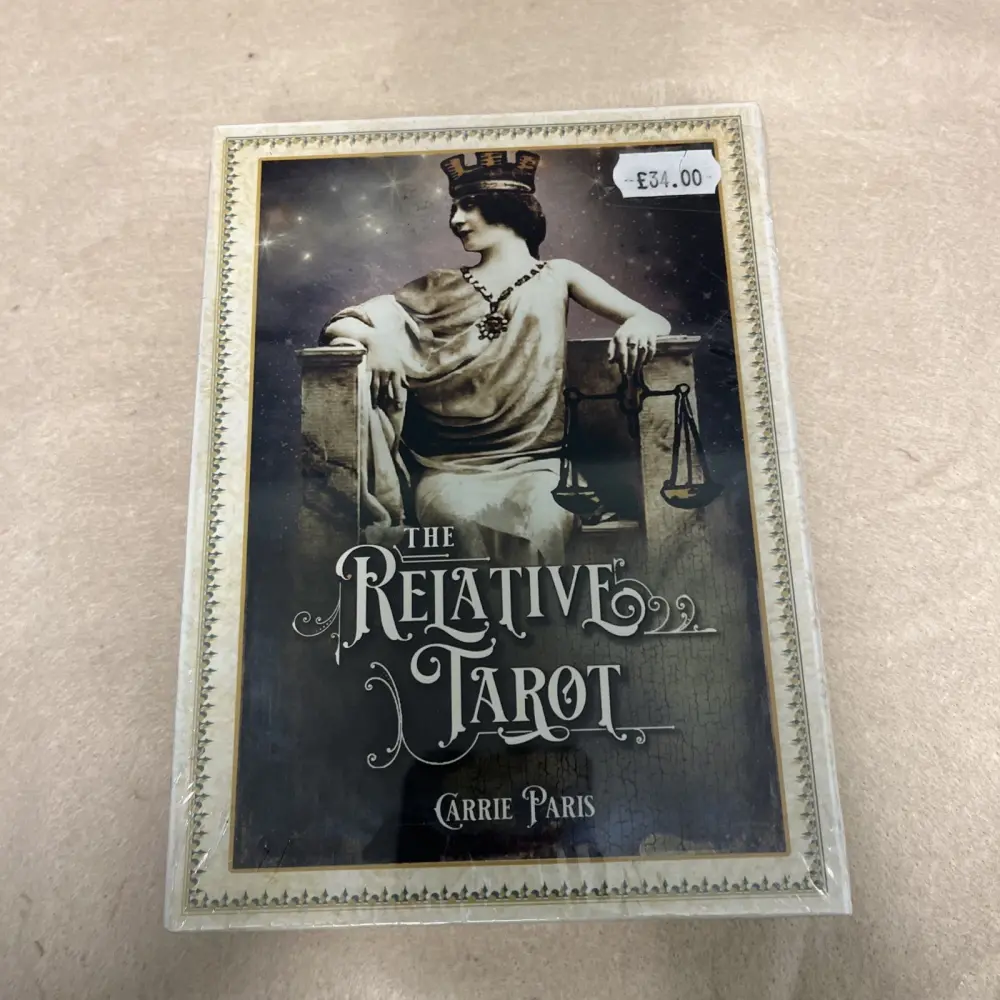 £34.00
THE
RELATIVE
TAROT
CARRIE PARIS